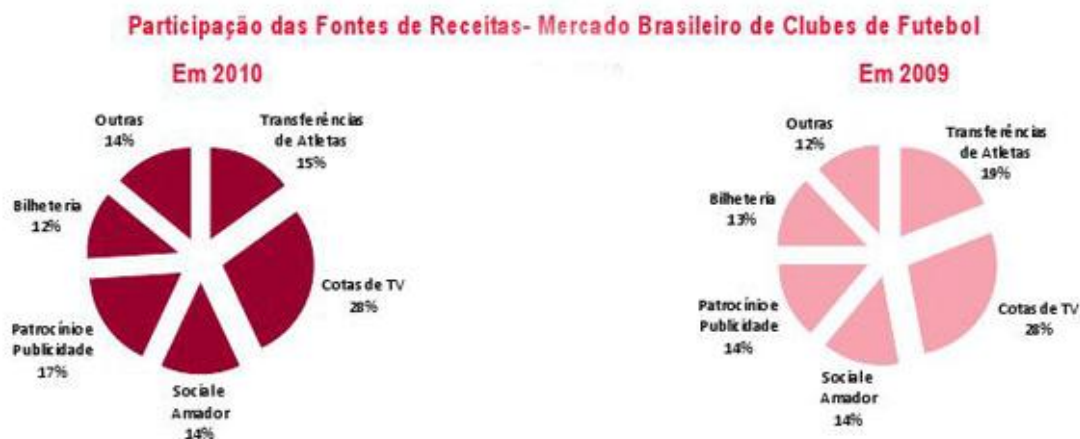 Participação das Fontes de Receitas- Mercado Brasileiro de Clubes de Futebol
Em 2010
Outras
14%
Transferências
de Atletas
15%
Bilheteria
12%
Cotas de TV
28%
Patrocínio e
Publicidade
17%
Social e
Amador
14%
Em 2009
Outras
12%
Transferências
de Atletas
19%
Bilheteria
13%
Cotas de TV
28%
Patrocínio e
Publicidade
14%
Social e
Amador
14%